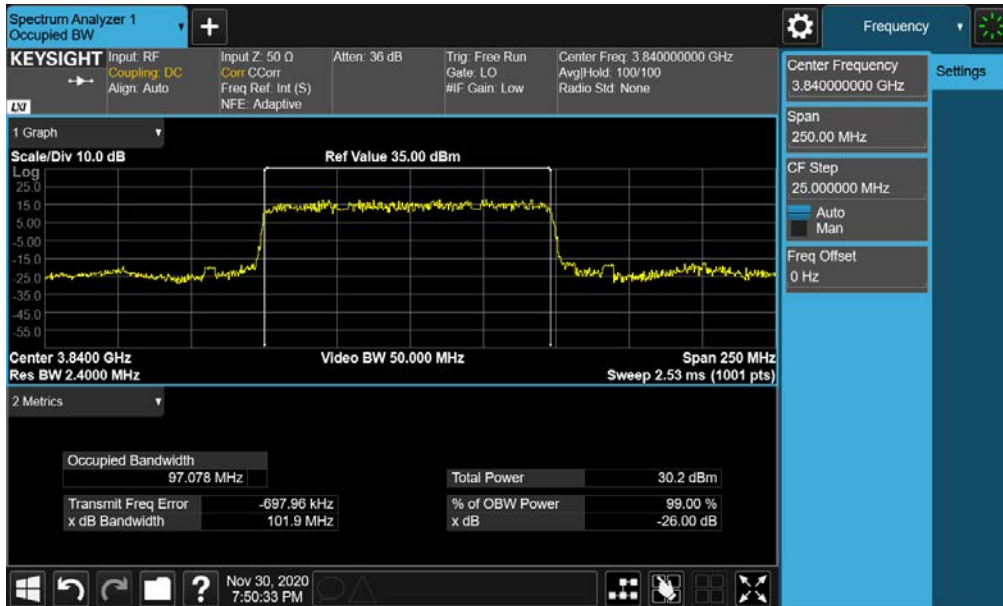 Spectrum Analyzer 1
Occupied BW
+
Frequency
KEYSIGHT
LXI
Input: RF
Coupling: DC
Align: Auto
Input Z: 50 Ω
Corr CCorr
Freq Ref: Int (S)
NFE: Adaptive
Atten: 36 dB
Trig: Free Run
Gate: LO
#IF Gain: Low
Center Freq: 3.840000000 GHz
Avg|Hold: 100/100
Radio Std: None
Center Frequency
3.840000000 GHz
Settings
Span
250.00 MHz
CF Step
25.000000 MHz
Auto
Man
Freq Offset
0 Hz
1 Graph
Scale/Div 10.0 dB
Ref Value 35.00 dBm
Log
25.0
15.0
5.00
-5.00
-15.0
-25.0
-35.0
-45.0
-55.0
Center 3.8400 GHz
Video BW 50.000 MHz
Span 250 MHz
Res BW 2.4000 MHz
Sweep 2.53 ms (1001 pts)
2 Metrics
Occupied Bandwidth
97.078 MHz
Total Power 30.2 dBm
Transmit Freq Error -697.96 kHz
% of OBW Power 99.00 %
x dB Bandwidth 101.9 MHz
x dB -26.00 dB
?
Nov 30, 2020
7:50:33 PM